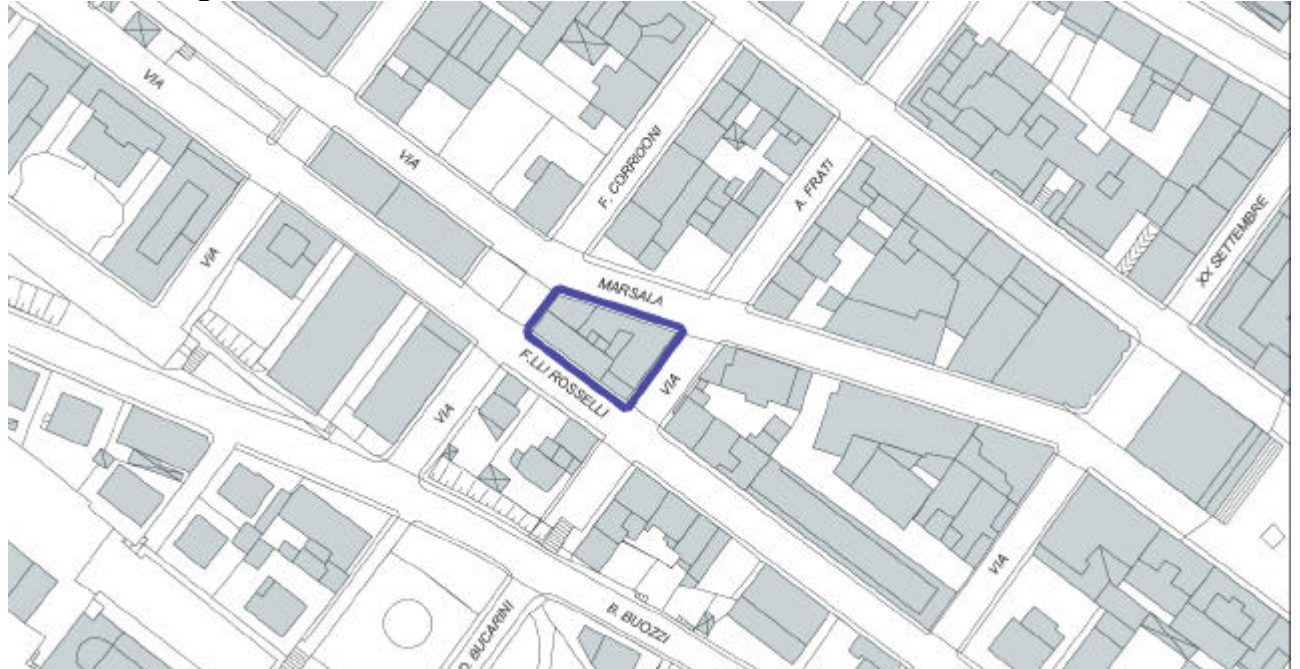 VIA
VIA
F. CORRIDONI
A. FRATI
XX SETTEMBRE
VIA
MARSALA
F.LLI ROSSELLI
VIA
VIA
VIA
B. BUOZZI
D. BUCARINI